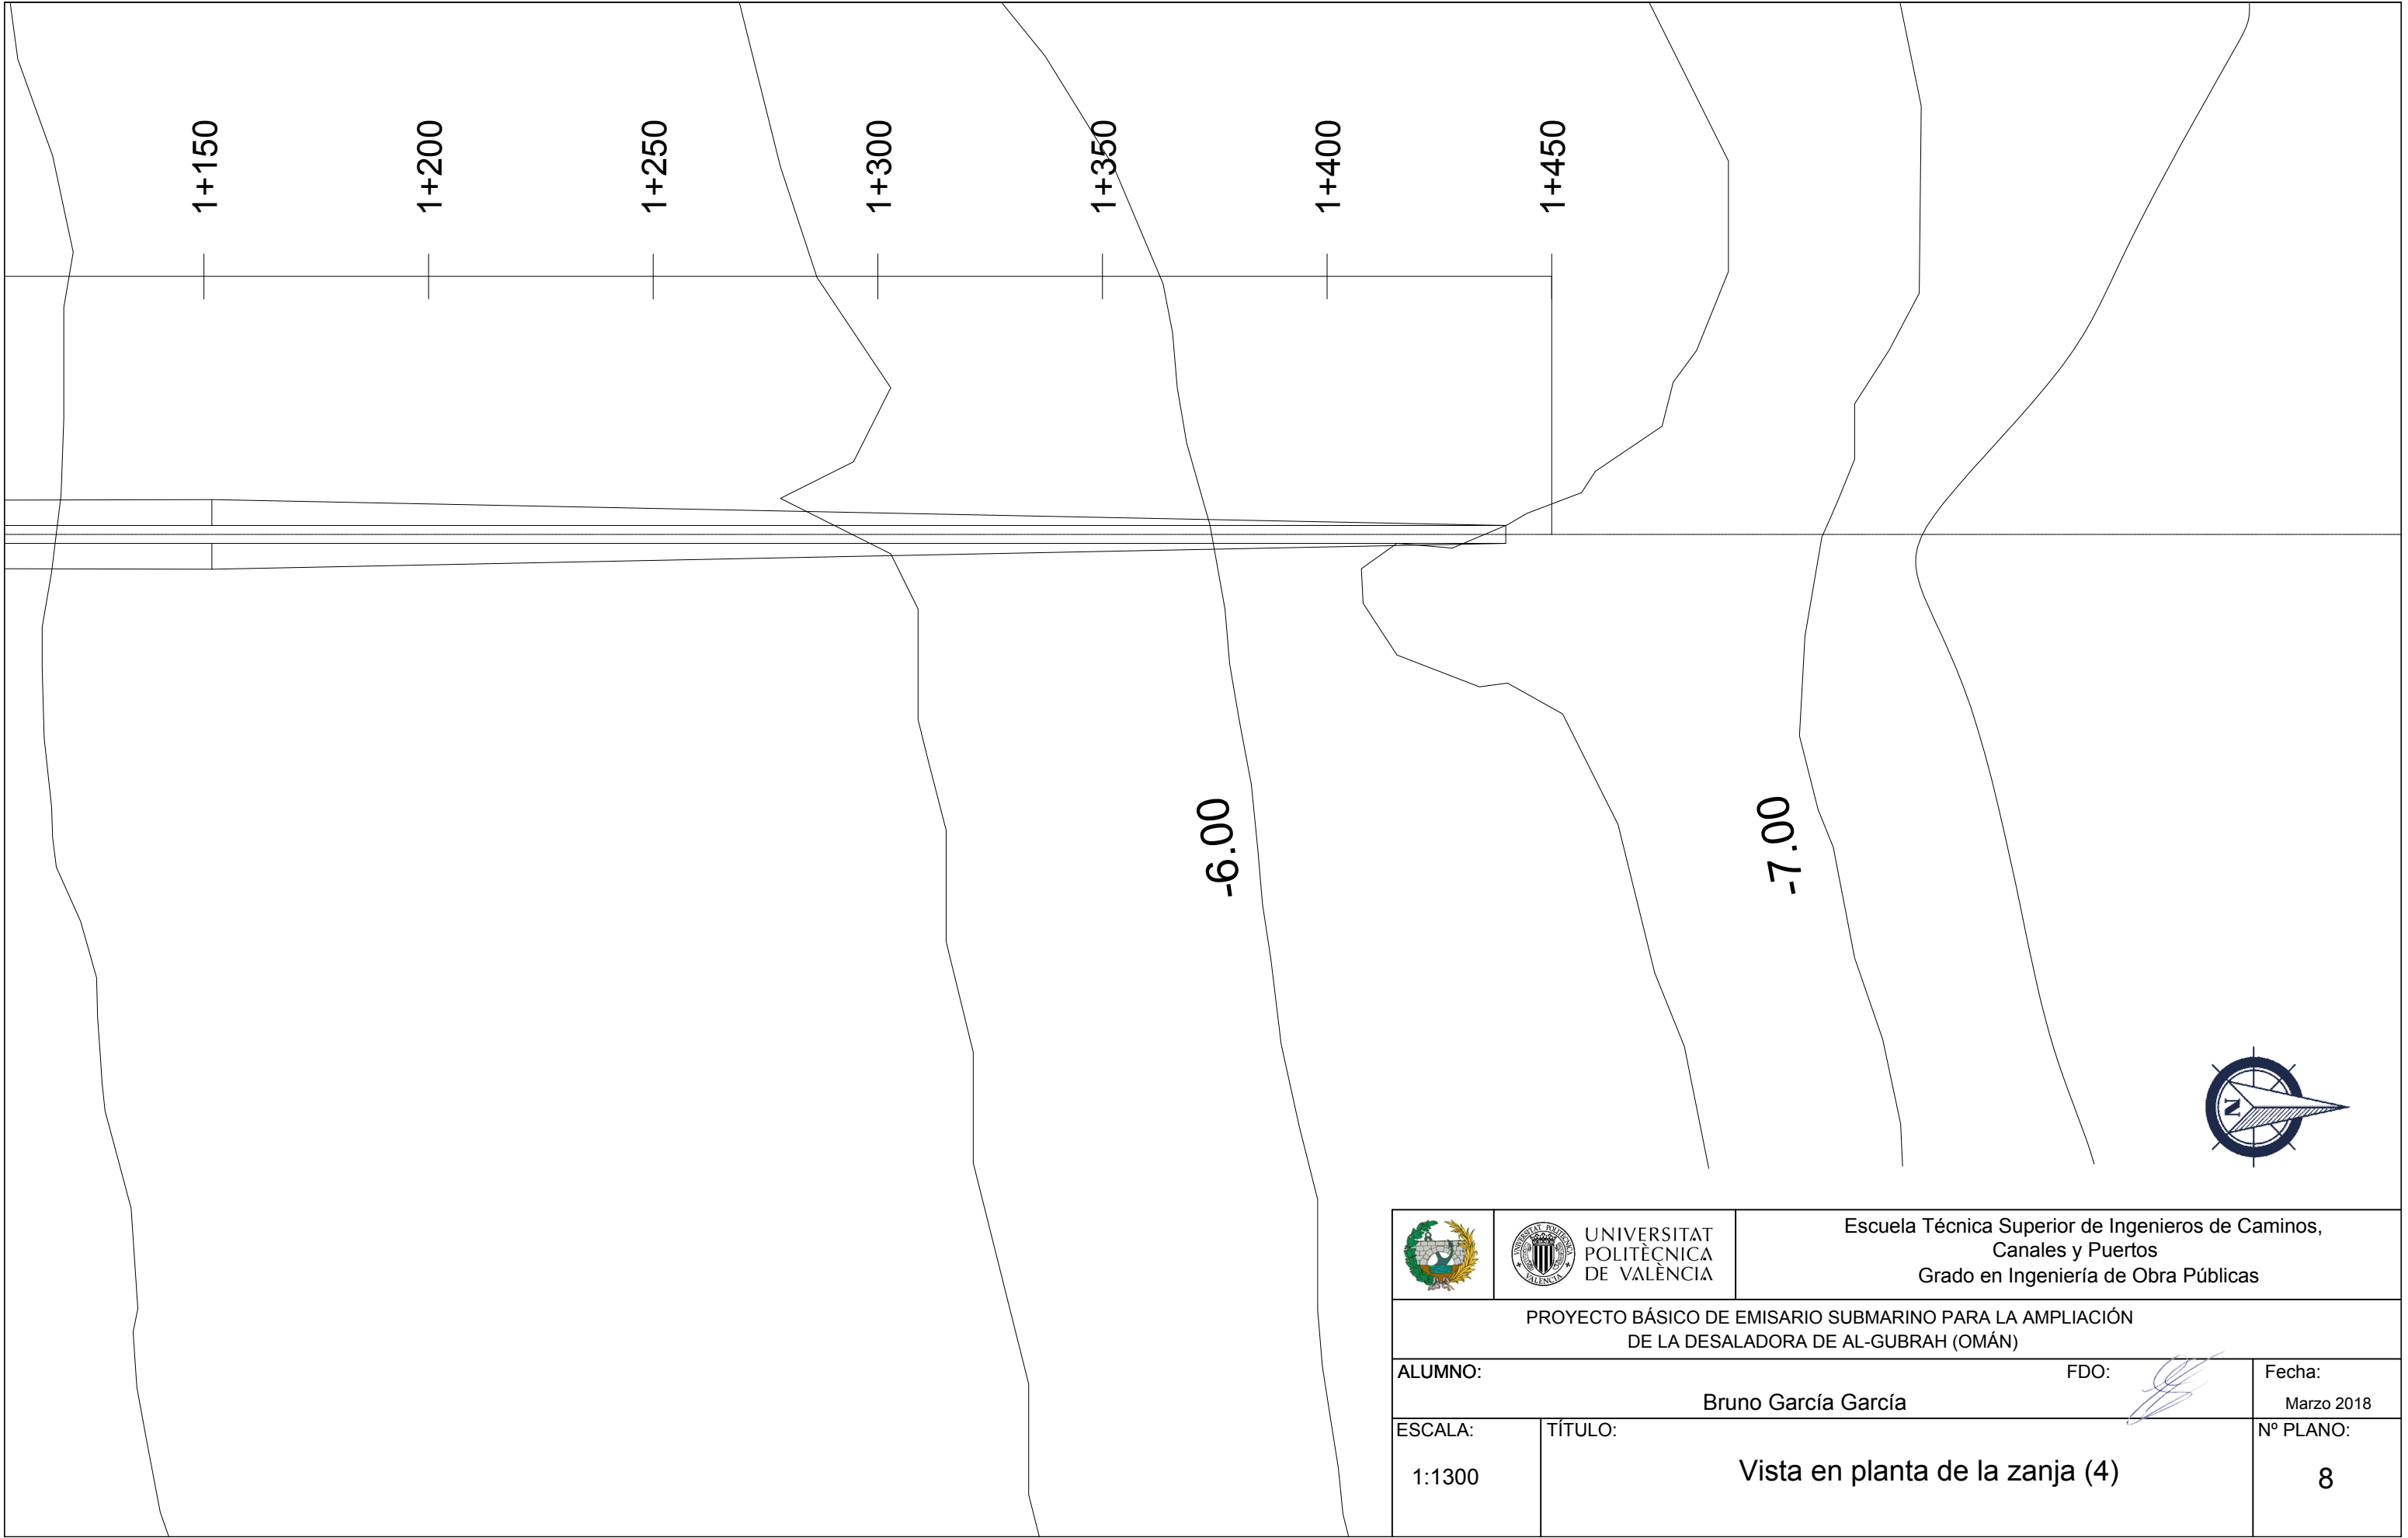 1+150
1+200
1+250
1+300
1+350
1+400
1+450
-6.00
-7.00
N
UNIVERSITAT
POLITÈCNICA
DE VALÈNCIA
Escuela Técnica Superior de Ingenieros de Caminos,
Canales y Puertos
Grado en Ingeniería de Obra Públicas
PROYECTO BÁSICO DE EMISARIO SUBMARINO PARA LA AMPLIACIÓN
DE LA DESALADORA DE AL-GUBRAH (OMÁN)
ALUMNO:
Bruno García García
FDO:
Fecha:
Marzo 2018
ESCALA:
1:1300
TÍTULO:
Vista en planta de la zanja (4)
Nº PLANO:
8